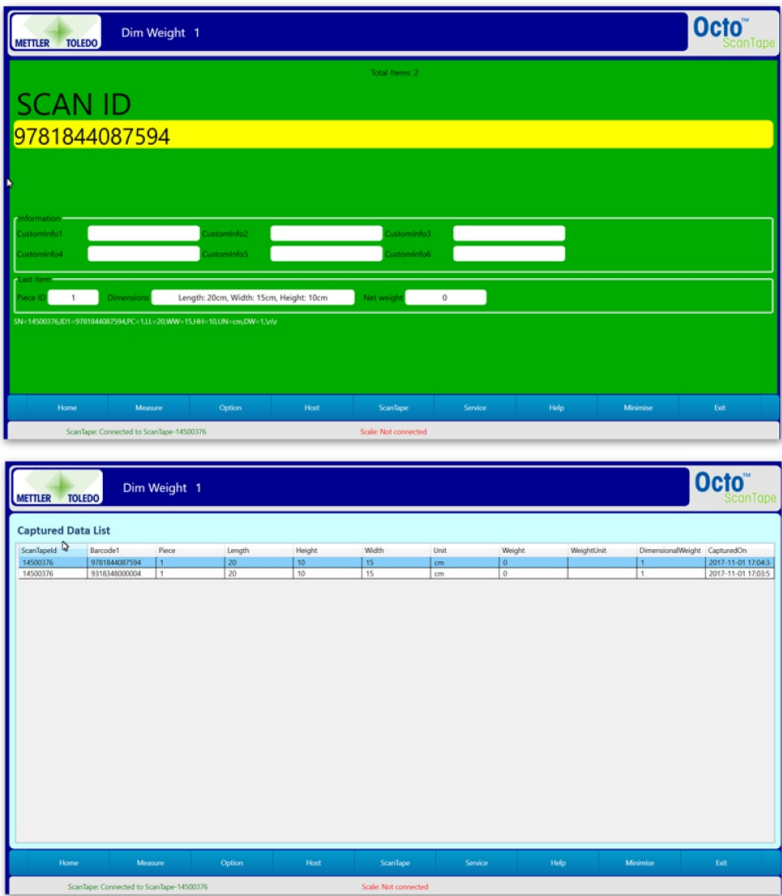 METTLER TOLEDO
Dim Weight 1
Octo™
ScanTape
Total Items: 2
SCAN ID
9781844087594
Information
CustomInfo1 CustomInfo2 CustomInfo3
CustomInfo4 CustomInfo5 CustomInfo6
Last item
Piece ID 1 Dimensions Length: 20cm, Width: 15cm, Height: 10cm Net weight 0
SN=14500376,ID1=9781844087594,PC=1,LL=20,WW=15,HH=10,UN=cm,DW=1,\n\r
Home Measure Option Host ScanTape Service Help Minimise Exit
ScanTape: Connected to ScanTape-14500376 Scale: Not connected
METTLER TOLEDO
Dim Weight 1
Octo™
ScanTape
Captured Data List
ScanTapeId Barcode1 Piece Length Height Width Unit Weight WeightUnit DimensionalWeight CapturedOn
14500376 9781844087594 1 20 10 15 cm 0 1 2017-11-01 17:04:3
14500376 9318348000004 1 20 10 15 cm 0 1 2017-11-01 17:03:5
Home Measure Option Host ScanTape Service Help Minimise Exit
ScanTape: Connected to ScanTape-14500376 Scale: Not connected